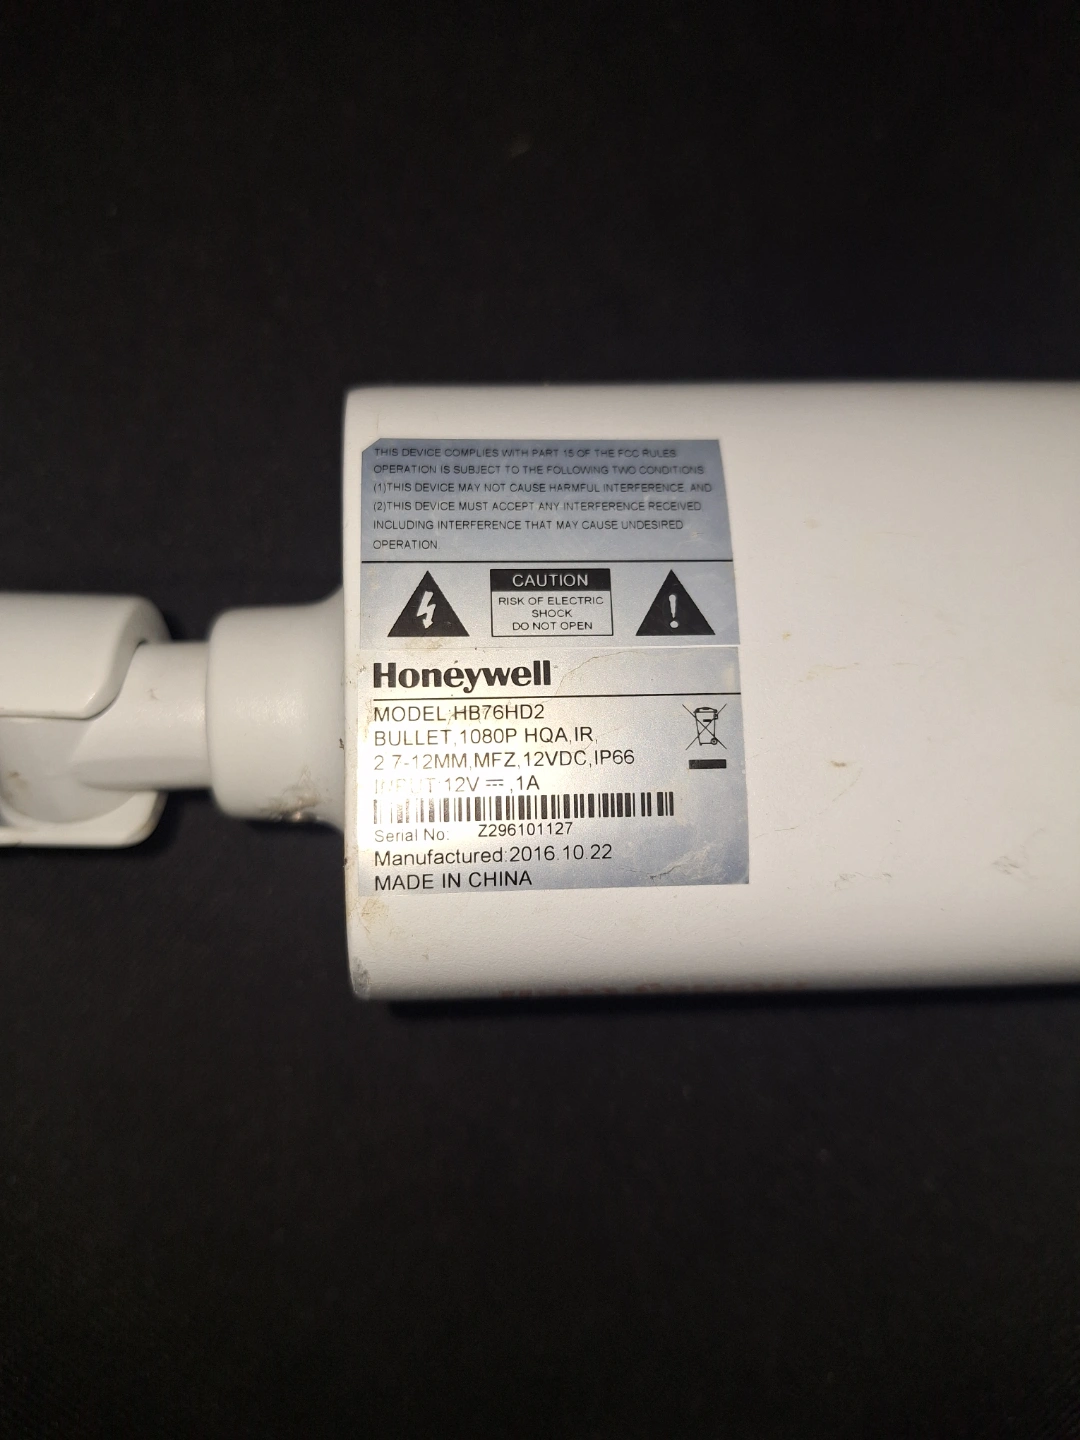 THIS DEVICE COMPLIES WITH PART 15 OF THE FCC RULES
OPERATION IS SUBJECT TO THE FOLLOWING TWO CONDITIONS
(1)THIS DEVICE MAY NOT CAUSE HARMFUL INTERFERENCE, AND
(2)THIS DEVICE MUST ACCEPT ANY INTERFERENCE RECEIVED
INCLUDING INTERFERENCE THAT MAY CAUSE UNDESIRED
OPERATION.
CAUTION
RISK OF ELECTRIC
SHOCK
DO NOT OPEN
Honeywell
MODEL:HB76HD2
BULLET,1080P HQA,IR,
2.7-12MM,MFZ,12VDC,IP66
INPUT:12V ⎓,1A
Serial No: Z296101127
Manufactured:2016.10.22
MADE IN CHINA